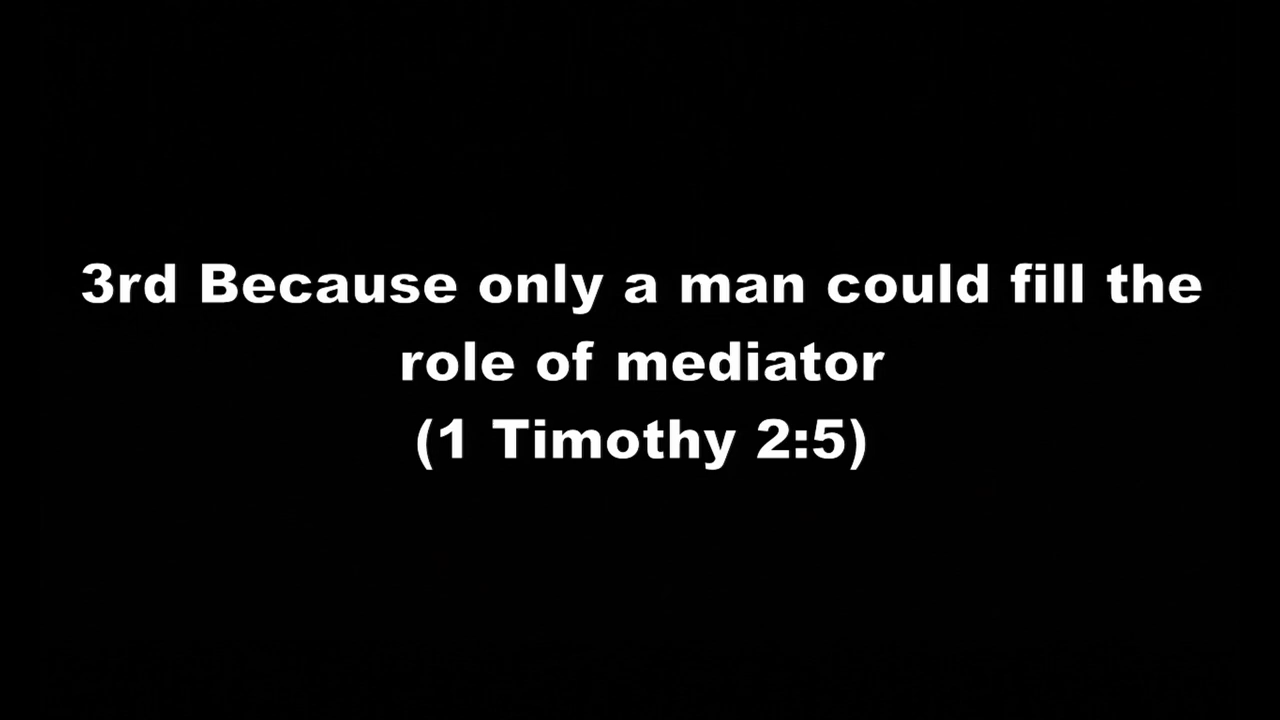 3rd Because only a man could fill the
role of mediator
(1 Timothy 2:5)